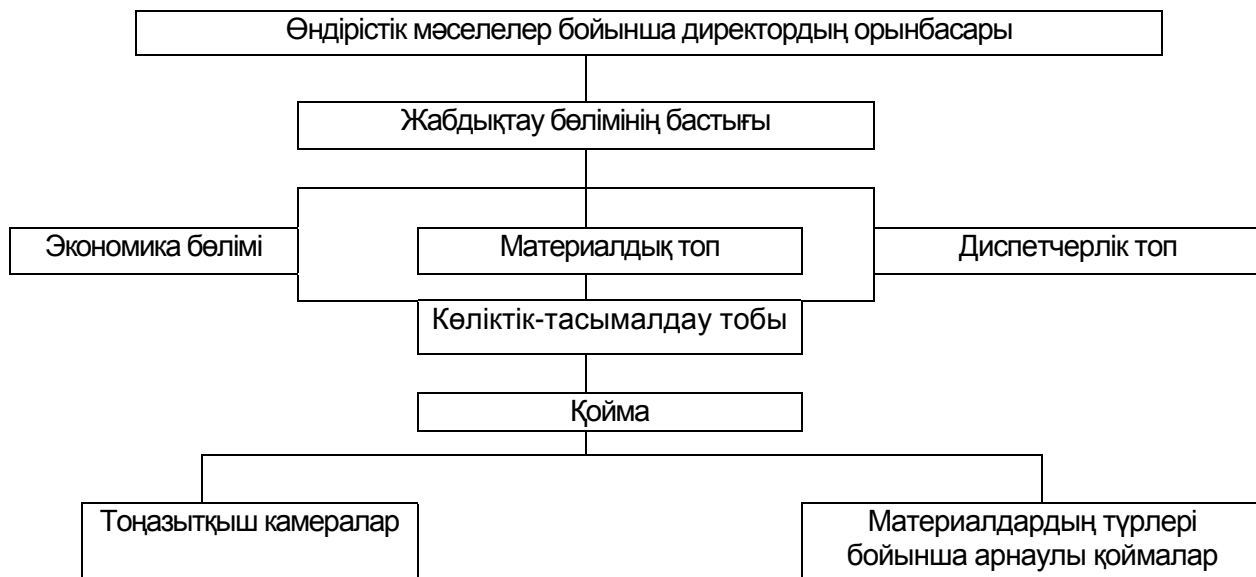 Өндірістік мәселелер бойынша директордың орынбасары
Жабдықтау бөлімінің бастығы
Экономика бөлімі
Материалдық топ
Диспетчерлік топ
Көліктік-тасымалдау тобы
Қойма
Тоңазытқыш камералар
Материалдардың түрлері
бойынша арнаулы қоймалар